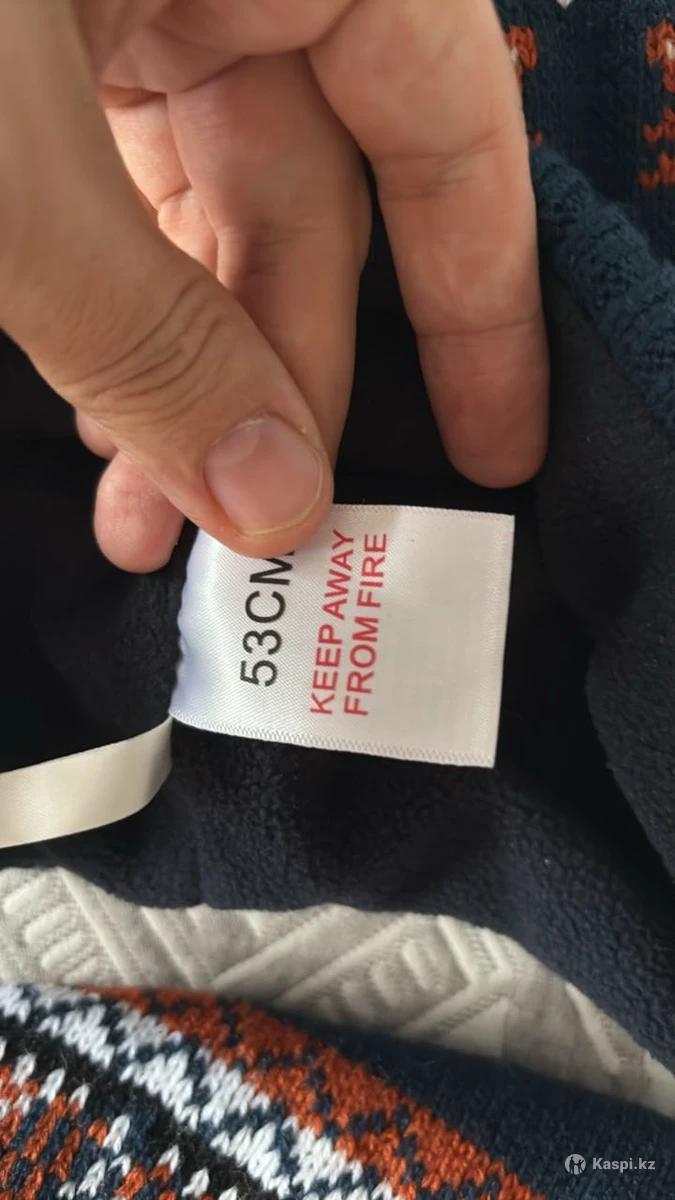 53CM
KEEP AWAY
FROM FIRE
Kaspi.kz